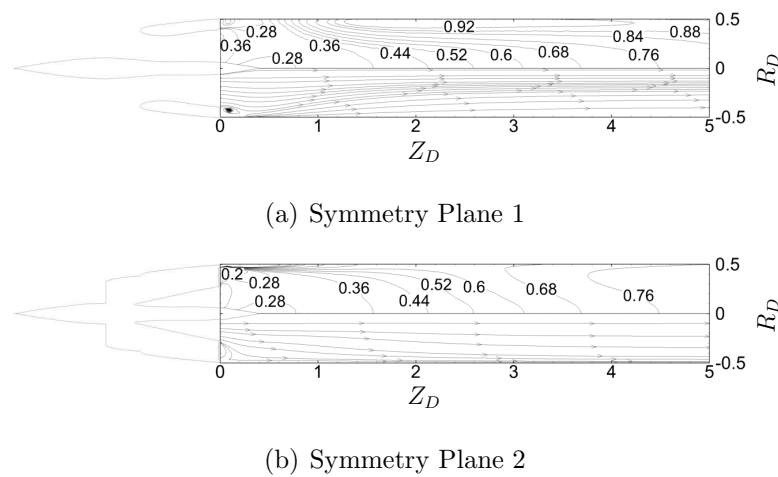 0.28 0.92 0.5
0.36 0.36 0.84 0.88
0.28 0.44 0.52 0.6 0.68 0.76
0 R_D
-0.5
0 1 2 3 4 5
Z_D
(a) Symmetry Plane 1
0.2 0.5
0.28 0.52
0.28 0.36 0.44 0.6 0.68 0.76
0 R_D
-0.5
0 1 2 3 4 5
Z_D
(b) Symmetry Plane 2